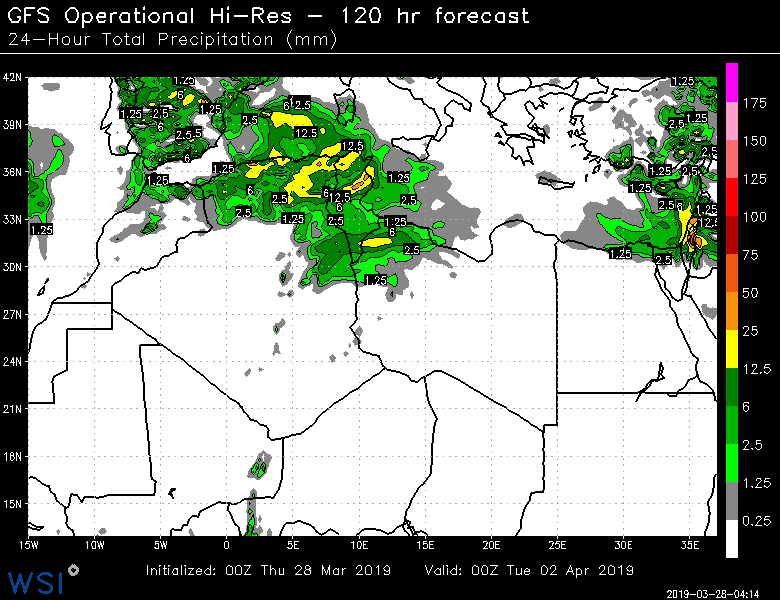 GFS Operational Hi-Res - 120 hr forecast
24-Hour Total Precipitation (mm)
42N
39N
36N
33N
30N
27N
24N
21N
18N
15N
15W 10W 5W 0 5E 10E 15E 20E 25E 30E 35E
1.25 1.25
6 6 12.5
1.25 2.5 1.25 2.5 2.5 1.25
6 2.5 12.5
6 12.5 2.5
1.25 1.25 2.5
1.25 1.25 1.25
6 6 12.5 2.5 2.5 6
2.5 1.25 2.5 1.25 1.25
1.25 6 12.5
2.5 1.25 2.5
1.25
175
150
125
100
75
50
25
12.5
6
2.5
1.25
0.25
Initialized: 00Z Thu 28 Mar 2019 Valid: 00Z Tue 02 Apr 2019
WSI
2019-03-28-04:14